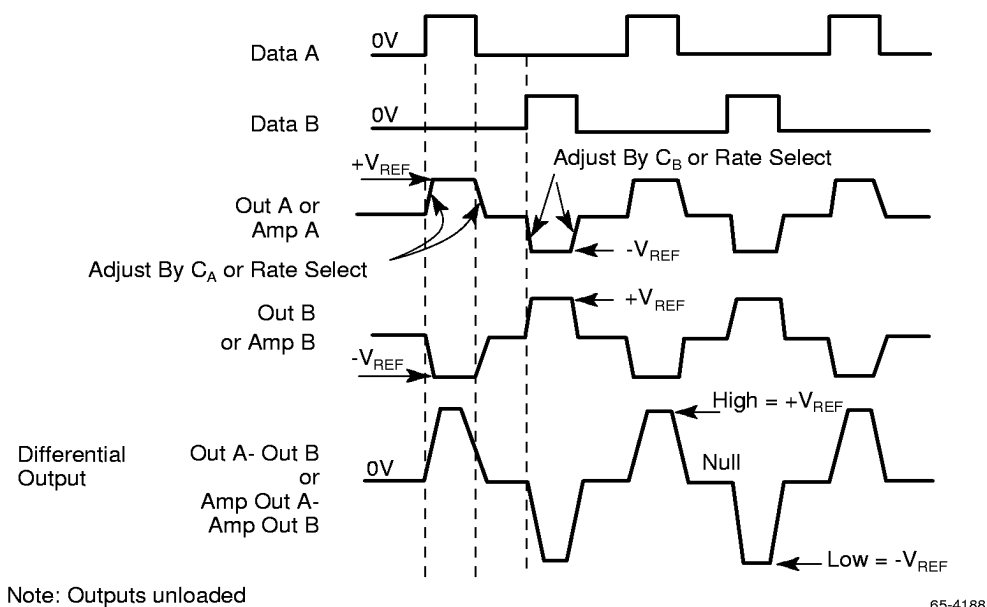 Data A
0V
Data B
0V
Adjust By CB or Rate Select
+VREF
Out A or
Amp A
-VREF
Adjust By CA or Rate Select
Out B
or Amp B
+VREF
-VREF
High = +VREF
Differential
Output
Out A- Out B
or
Amp Out A-
Amp Out B
0V
Null
Low = -VREF
Note: Outputs unloaded
65-4188